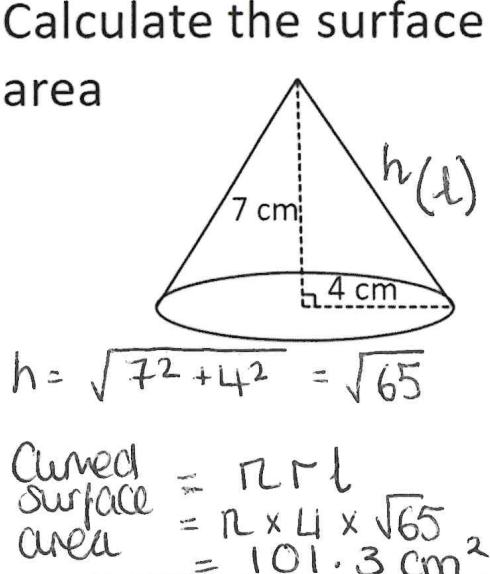 Calculate the surface
area
h(l)
7 cm
4 cm
h = √7² + 4² = √65
Curved
surface
area
= πrl
= π × 4 × √65
= 101.3 cm²